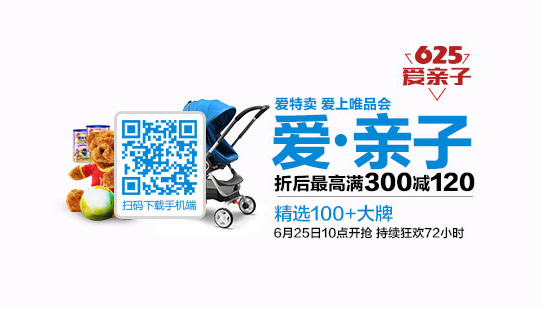 625
爱亲子
爱特卖 爱上唯品会
爱·亲子
折后最高满300减120
精选100+大牌
6月25日10点开抢 持续狂欢72小时
扫码下载手机端